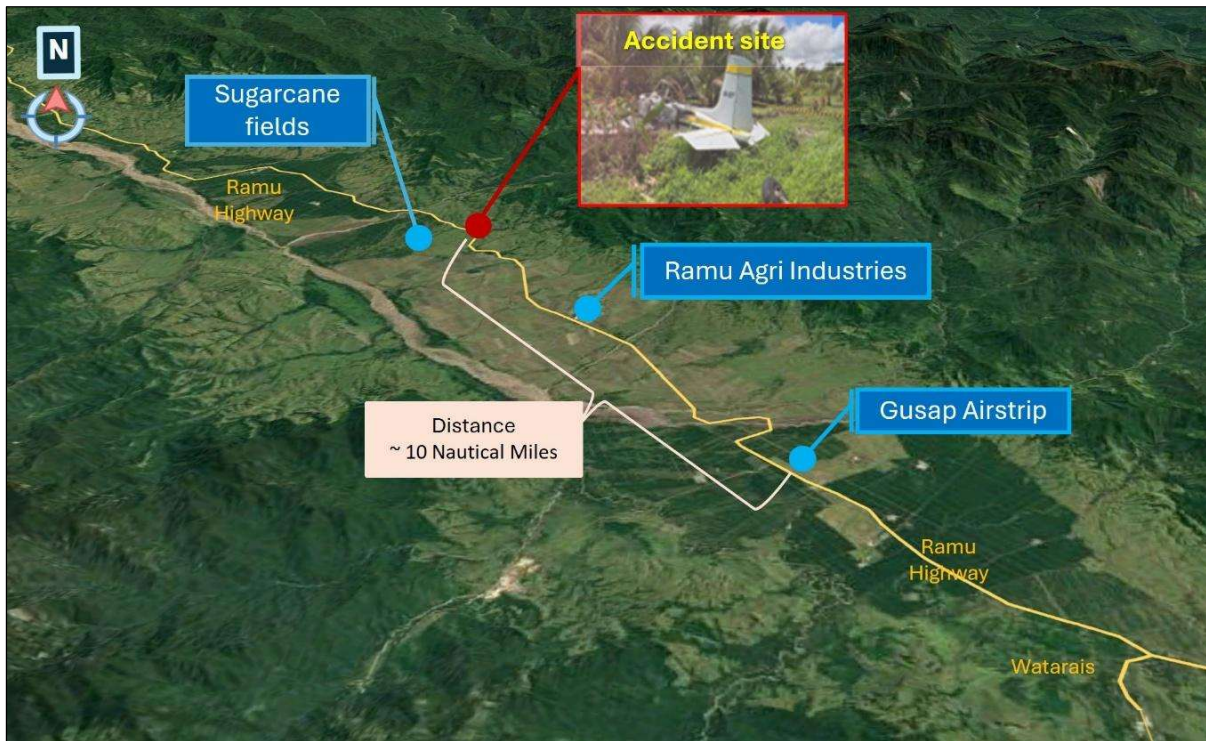 N
Accident site
Sugarcane
fields
Ramu
Highway
Ramu Agri Industries
Gusap Airstrip
Distance
~ 10 Nautical Miles
Ramu
Highway
Watarais